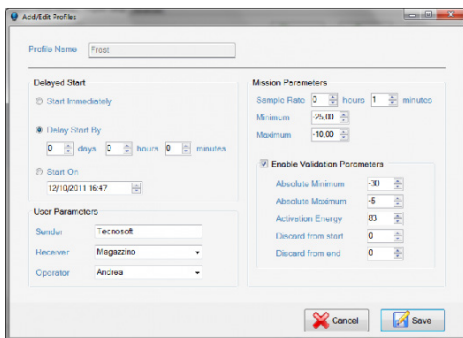 Add/Edit Profiles
Profile Name Frost
Delayed Start
Start Immediately
Delay Start By
0 days 0 hours 0 minutes
Start On
12/10/2011 16:47
User Parameters
Sender Tecnosoft
Receiver Magazzino
Operator Andrea
Mission Parameters
Sample Rate 0 hours 1 minutes
Minimum -25.00
Maximum -10.00
Enable Validation Parameters
Absolute Minimum -30
Absolute Maximum -5
Activation Energy 83
Discard from start 0
Discard from end 0
Cancel Save